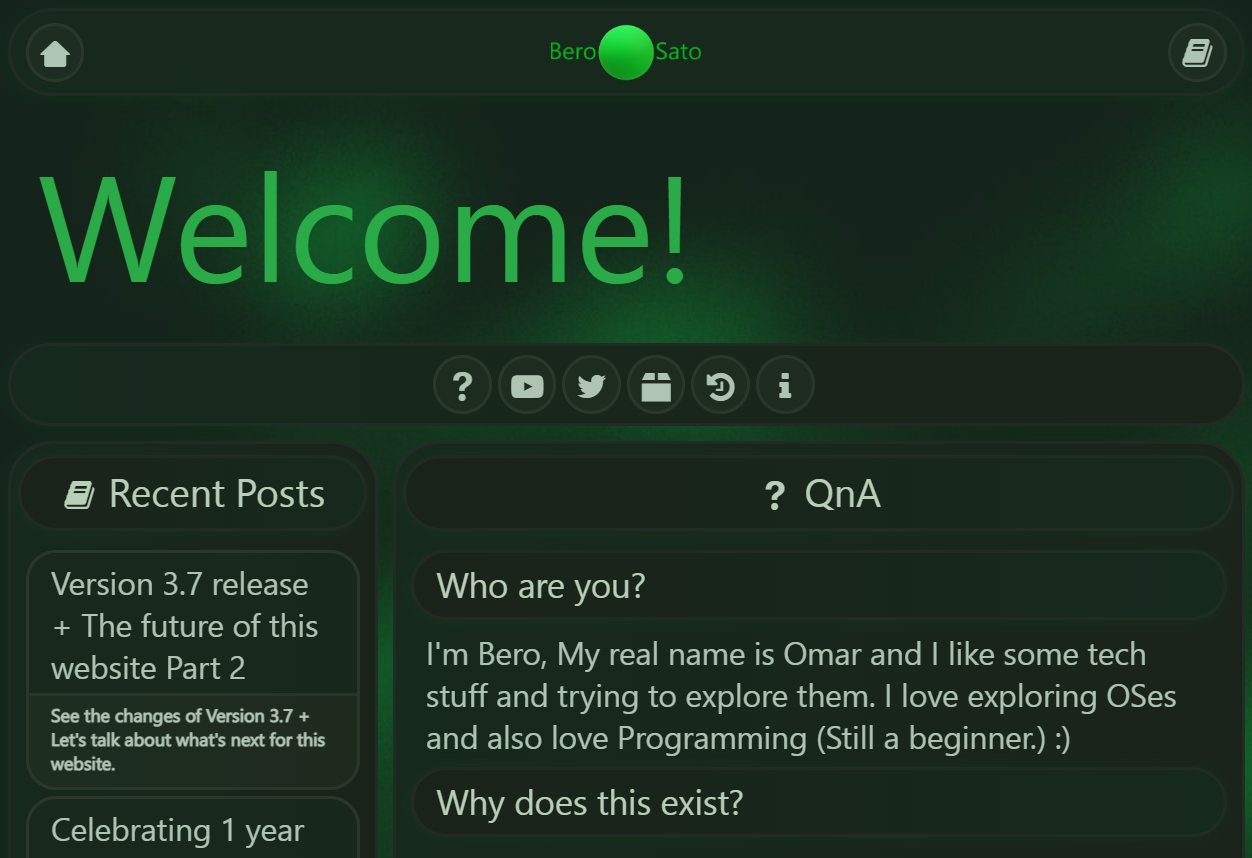 Bero Sato
Welcome!
Recent Posts
Version 3.7 release
+ The future of this
website Part 2
See the changes of Version 3.7 +
Let's talk about what's next for this
website.
Celebrating 1 year
QnA
Who are you?
I'm Bero, My real name is Omar and I like some tech
stuff and trying to explore them. I love exploring OSes
and also love Programming (Still a beginner.) :)
Why does this exist?